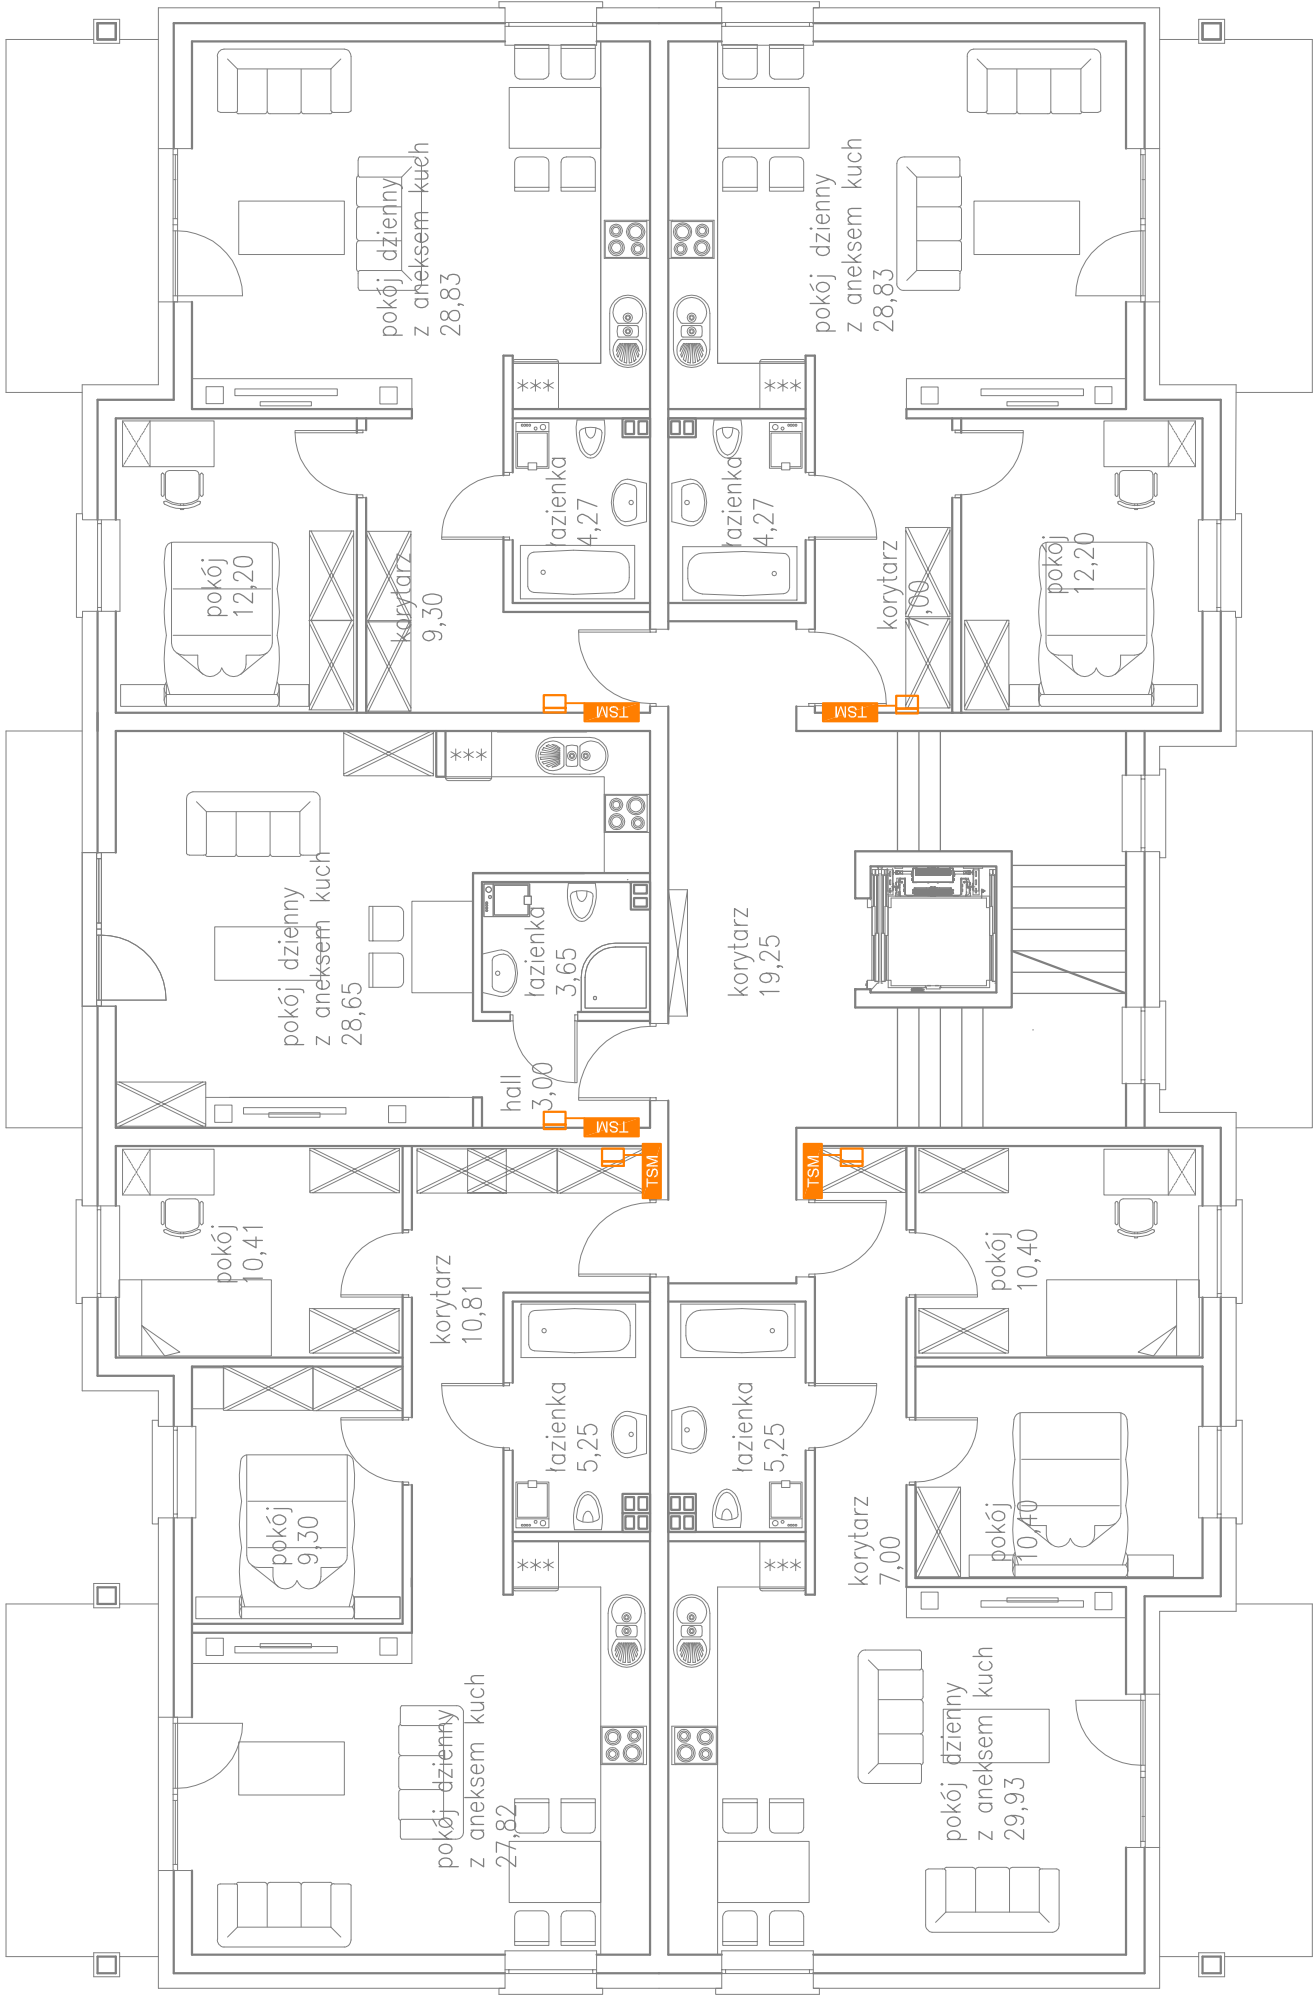 pokój dzienny
z aneksem kuch
28,83
pokój dzienny
z aneksem kuch
28,83
łazienka
4,27
łazienka
4,27
pokój
12,20
korytarz
9,30
korytarz
7,00
pokój
12,20
TSM
TSM
pokój dzienny
z aneksem kuch
28,65
łazienka
3,65
korytarz
19,25
hall
3,00
TSM
TSM
TSM
pokój
10,41
korytarz
10,81
pokój
10,40
łazienka
5,25
łazienka
5,25
pokój
9,30
korytarz
7,00
pokój
10,40
pokój dzienny
z aneksem kuch
27,82
pokój dzienny
z aneksem kuch
29,93